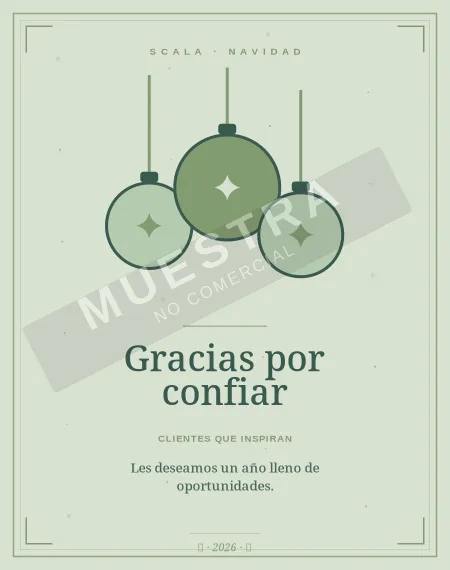 SCALA · NAVIDAD
MUESTRA
NO COMERCIAL
Gracias por
confiar
CLIENTES QUE INSPIRAN
Les deseamos un año lleno de
oportunidades.
· 2026 ·